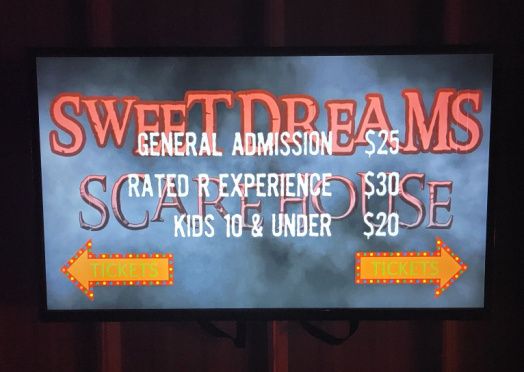 SWEET DREAMS
GENERAL ADMISSION $25
RATED R EXPERIENCE $30
SCARE HOUSE
KIDS 10 & UNDER $20
TICKETS TICKETS